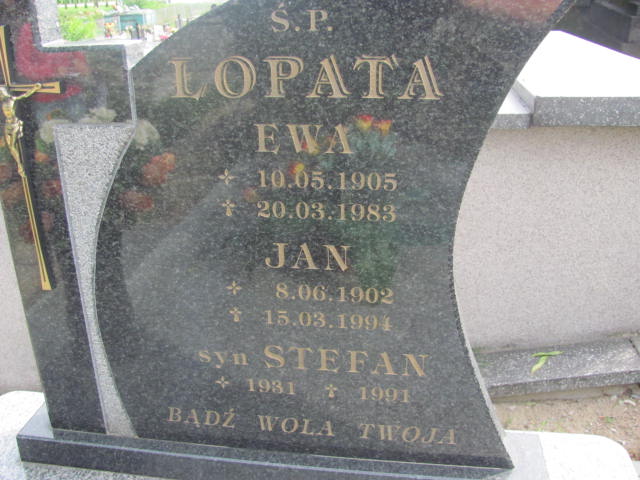 Ś.P.
ŁOPATA
EWA
✢ 10.05.1905
✝ 20.03.1983
JAN
✢ 8.06.1902
✝ 15.03.1994
syn STEFAN
✢ 1931 ✝ 1991
BĄDŹ WOLA TWOJA